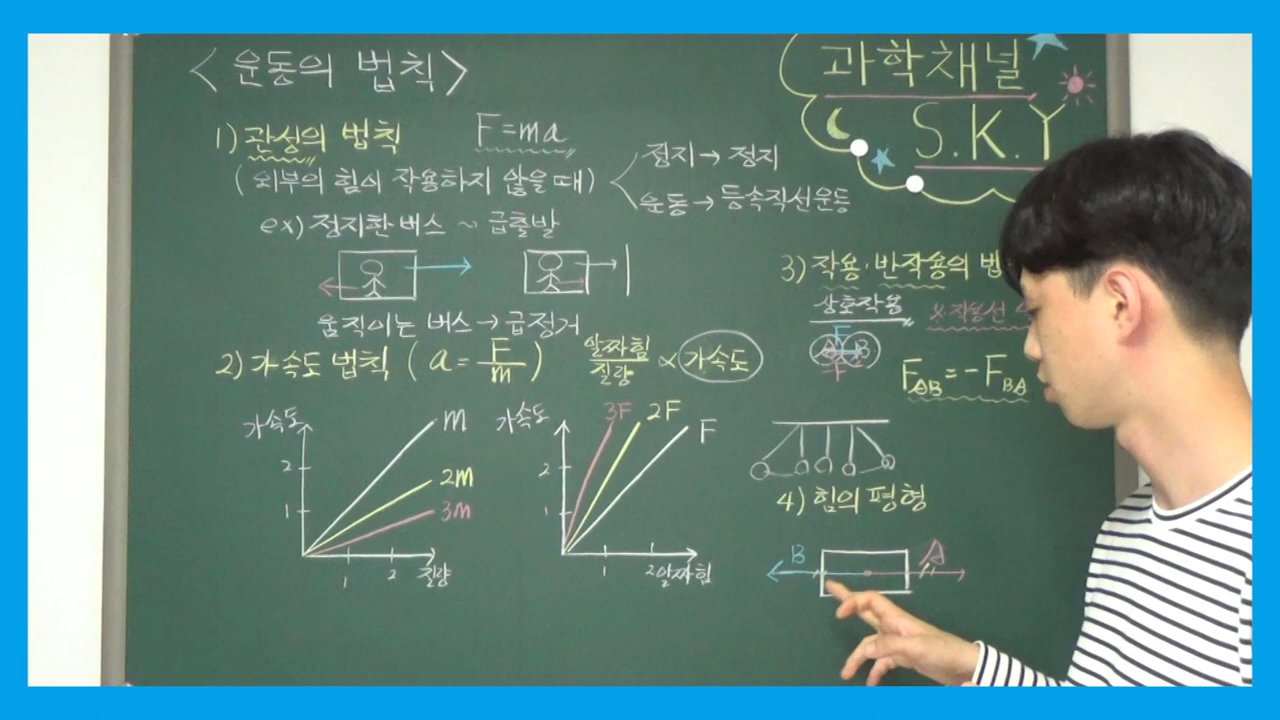 <운동의 법칙>
1) 관성의 법칙 F=ma
(외부의 힘이 작용하지 않을 때)
정지→정지
운동→등속직선운동
ex) 정지한 버스 ~ 급출발
움직이는 버스→급정거
2) 가속도 법칙 (a = F/m) 알짜힘/질량 ∝ 가속도
가속도
2
1
m
2m
3m
1 2 질량
가속도
2
1
3F 2F F
1 2 알짜힘
과학채널
S.K.Y
3) 작용·반작용의 법
상호작용
작용선
F
A B
F
F_AB = -F_BA
4) 힘의 평형
B A